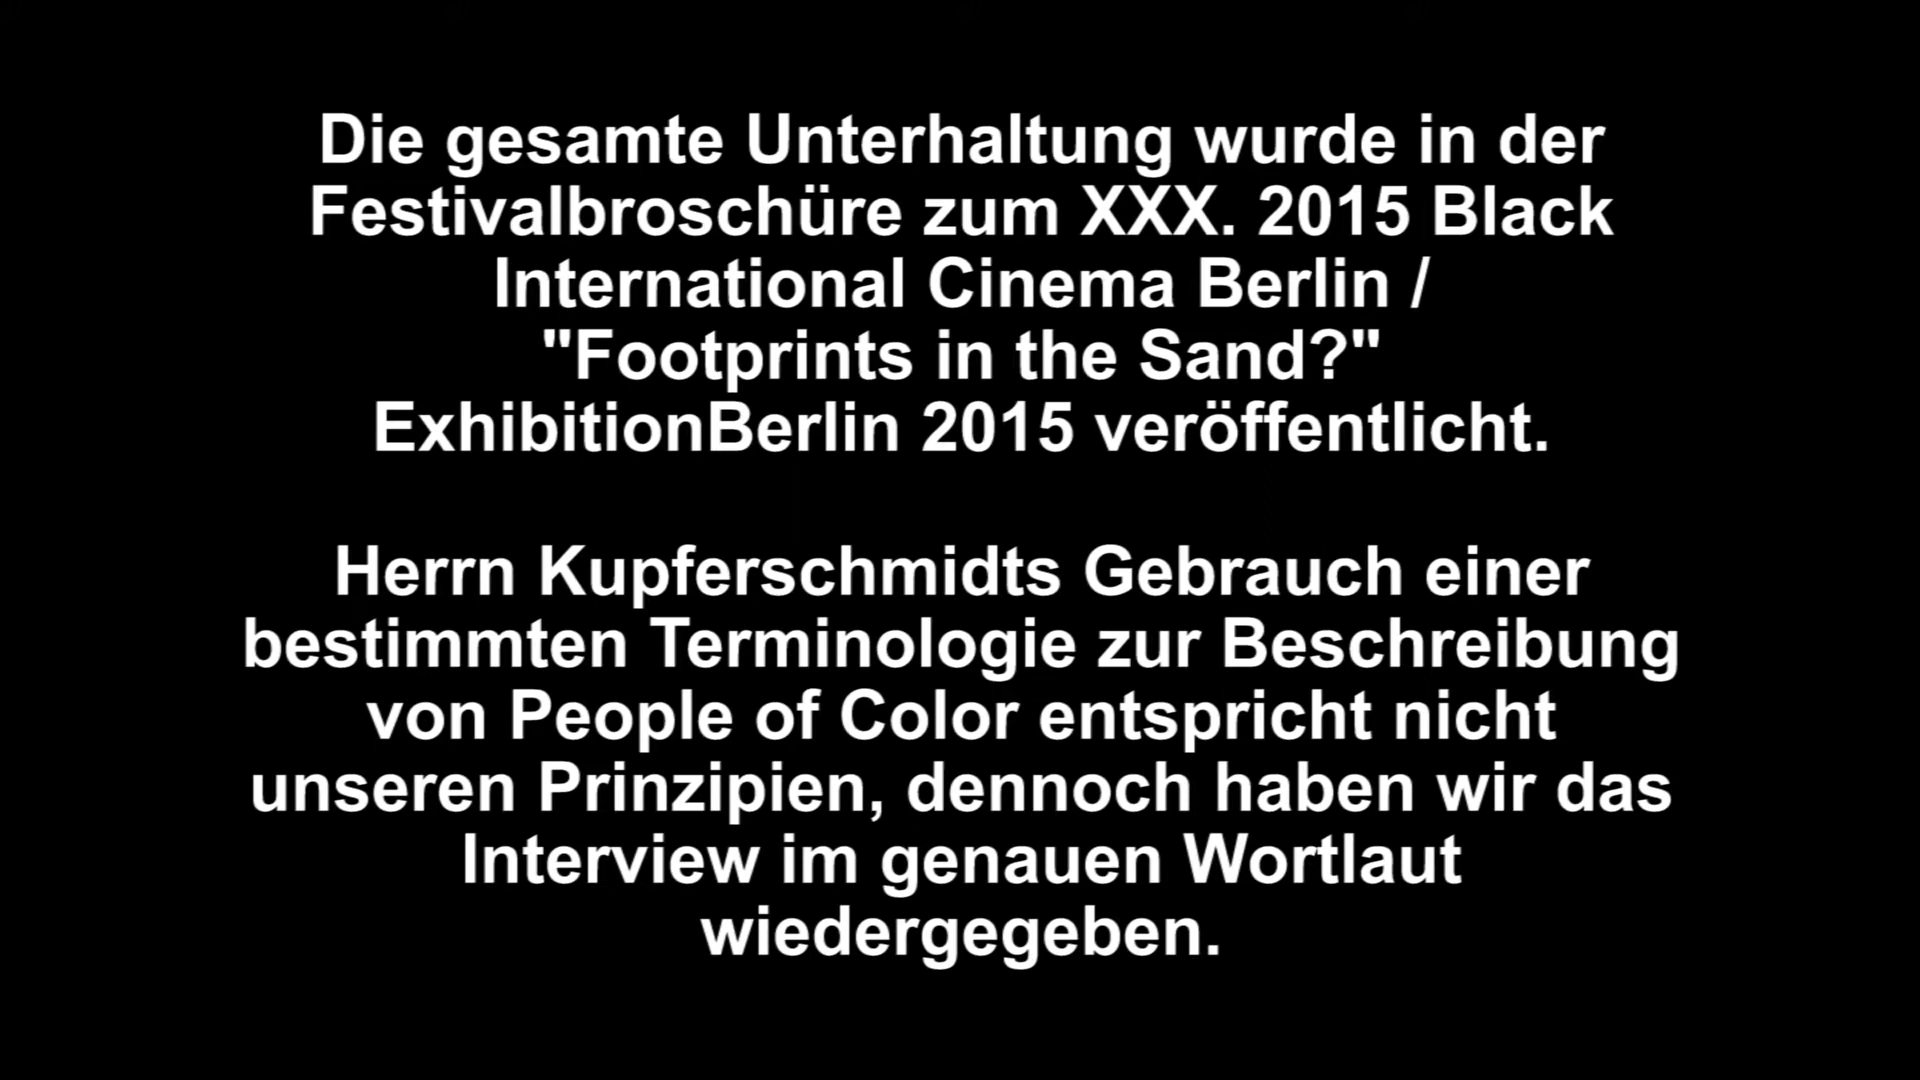 Die gesamte Unterhaltung wurde in der
Festivalbroschüre zum XXX. 2015 Black
International Cinema Berlin /
"Footprints in the Sand?"
ExhibitionBerlin 2015 veröffentlicht.
Herrn Kupferschmidts Gebrauch einer
bestimmten Terminologie zur Beschreibung
von People of Color entspricht nicht
unseren Prinzipien, dennoch haben wir das
Interview im genauen Wortlaut
wiedergegeben.